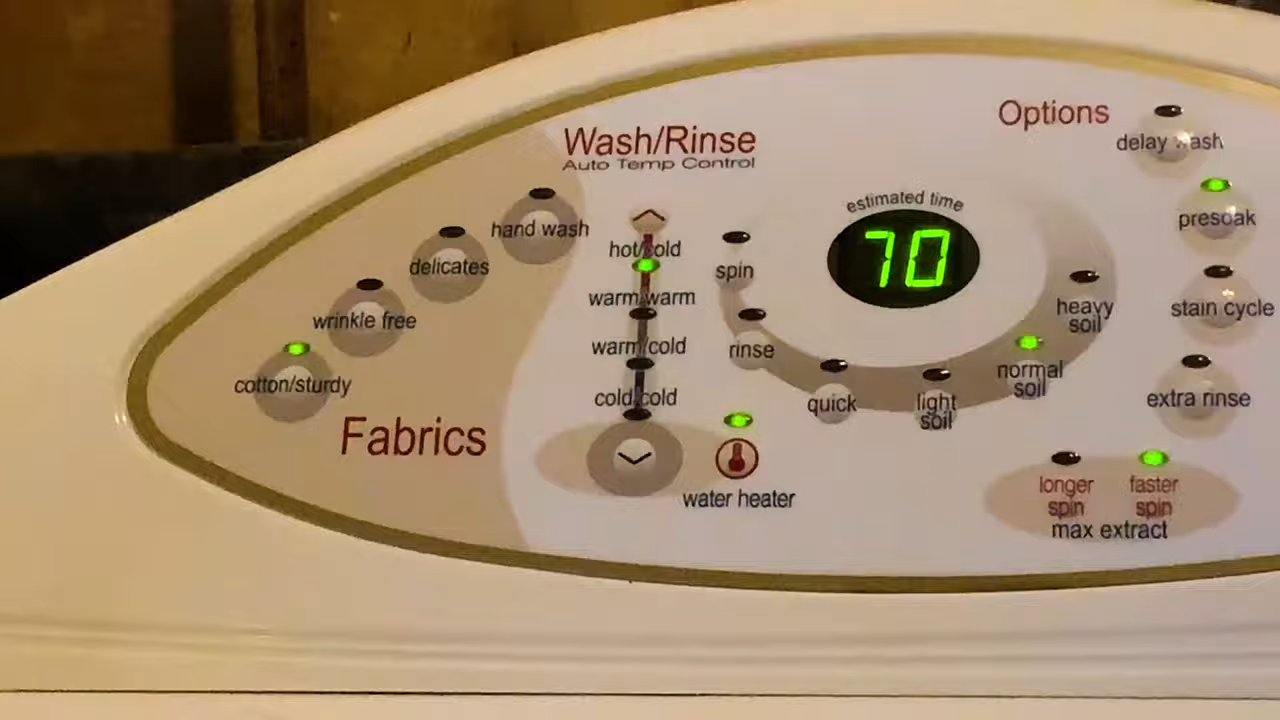 Wash/Rinse
Auto Temp Control
Options
delay wash
estimated time
70
presoak
hand wash
hot/cold
delicates
spin
warm/warm
heavy
soil
stain cycle
wrinkle free
warm/cold
rinse
normal
soil
cotton/sturdy
cold/cold
quick
light
soil
extra rinse
Fabrics
water heater
longer
spin
faster
spin
max extract